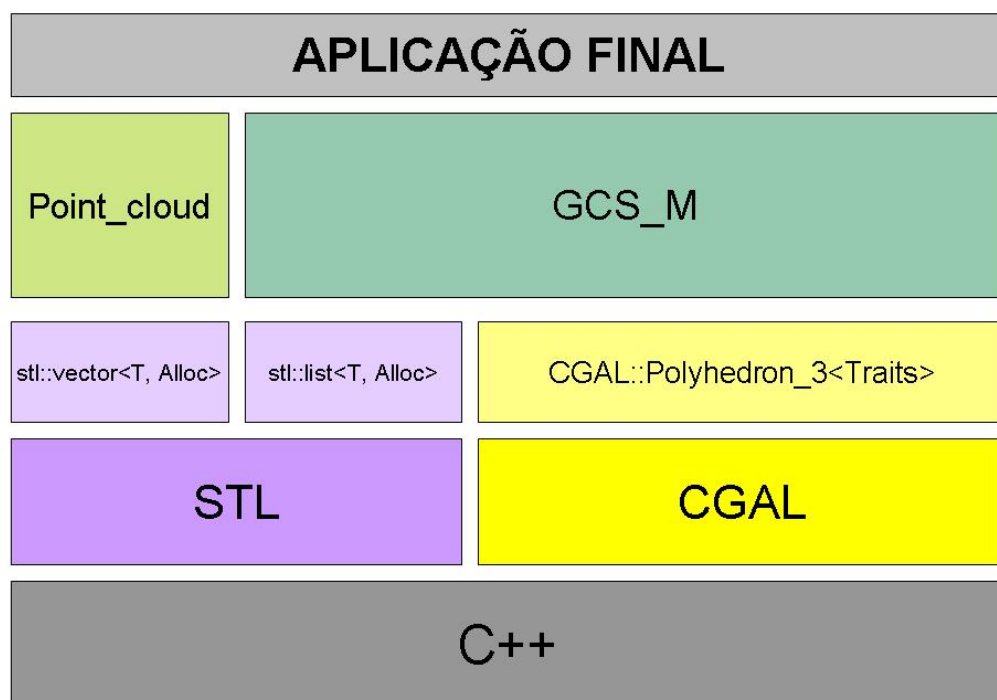 APLICAÇÃO FINAL
Point_cloud
GCS_M
stl::vector<T, Alloc>
stl::list<T, Alloc>
CGAL::Polyhedron_3<Traits>
STL
CGAL
C++